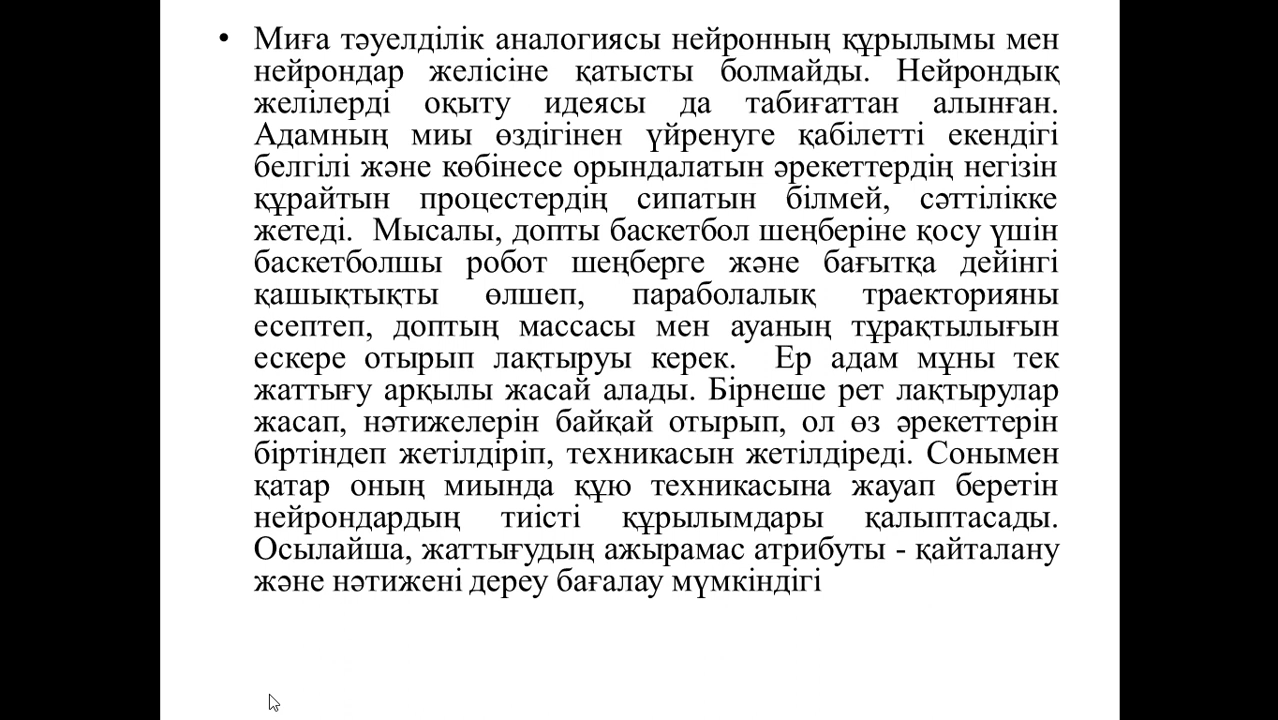 • Миға тәуелділік аналогиясы нейронның құрылымы мен
нейрондар желісіне қатысты болмайды. Нейрондық
желілерді оқыту идеясы да табиғаттан алынған.
Адамның миы өздігінен үйренуге қабілетті екендігі
белгілі және көбінесе орындалатын әрекеттердің негізін
құрайтын процестердің сипатын білмей, сәттілікке
жетеді. Мысалы, допты баскетбол шеңберіне қосу үшін
баскетболшы робот шеңберге және бағытқа дейінгі
қашықтықты өлшеп, параболалық траекторияны
есептеп, доптың массасы мен ауаның тұрақтылығын
ескере отырып лақтыруы керек. Ер адам мұны тек
жаттығу арқылы жасай алады. Бірнеше рет лақтырулар
жасап, нәтижелерін байқай отырып, ол өз әрекеттерін
біртіндеп жетілдіріп, техникасын жетілдіреді. Сонымен
қатар оның миында құю техникасына жауап беретін
нейрондардың тиісті құрылымдары қалыптасады.
Осылайша, жаттығудың ажырамас атрибуты - қайталану
және нәтижені дереу бағалау мүмкіндігі